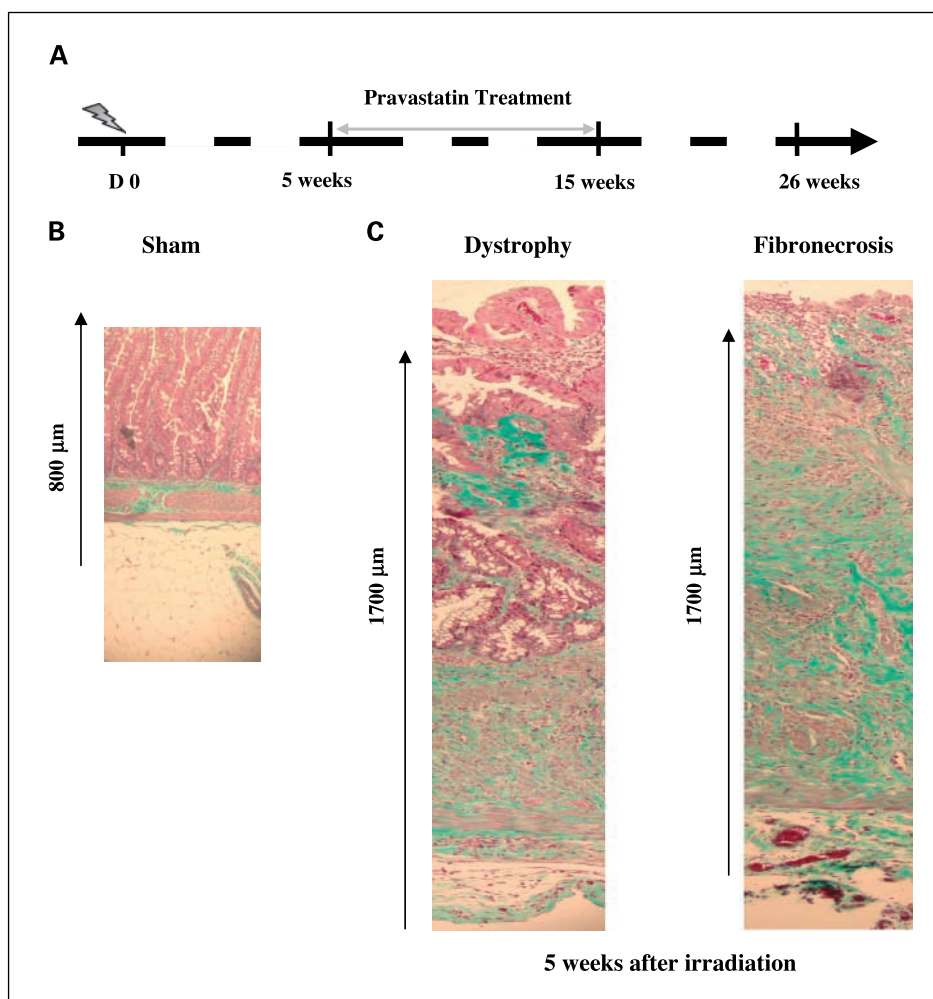 A
Pravastatin Treatment
D 0
5 weeks
15 weeks
26 weeks
B
Sham
800 μm
C
Dystrophy
Fibronecrosis
1700 μm
1700 μm
5 weeks after irradiation